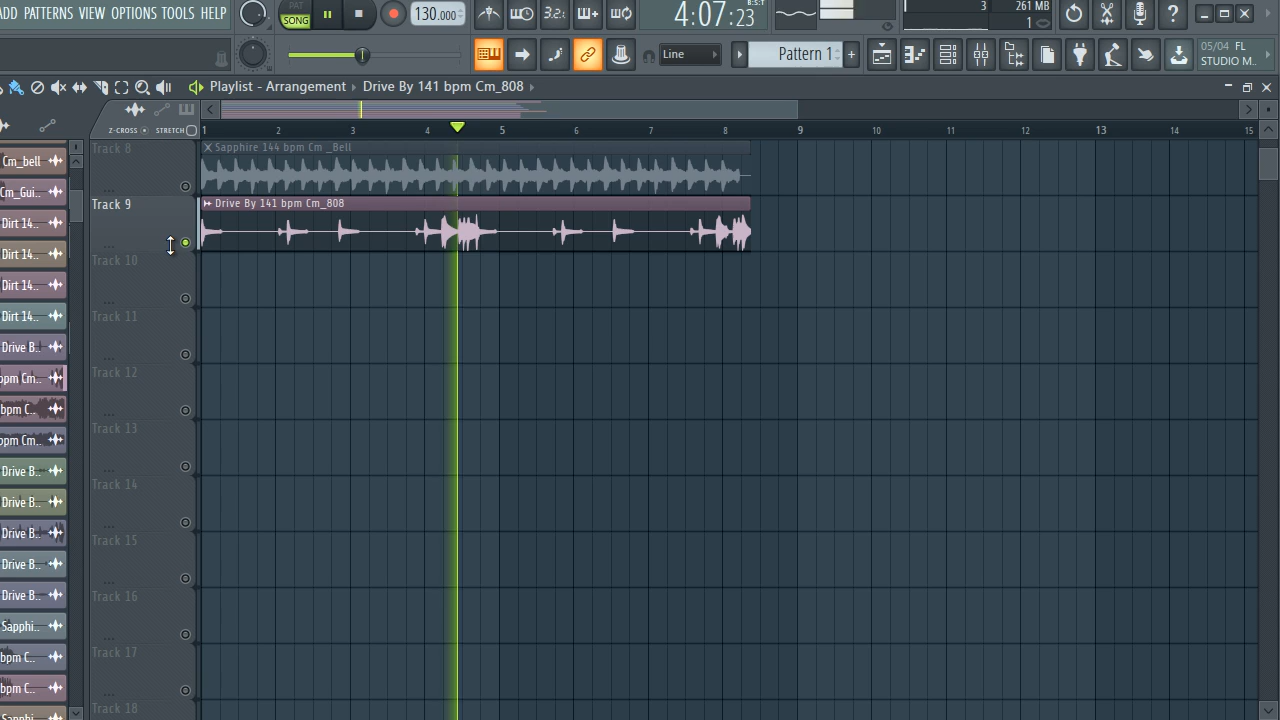 ADD PATTERNS VIEW OPTIONS TOOLS HELP
PAT
SONG
130.000
3.2.
4:07:23
B:S:T
3
261 MB
1
Line
Pattern 1
05/04 FL
STUDIO M..
Playlist - Arrangement › Drive By 141 bpm Cm_808 ›
Z-CROSS
STRETCH
1 2 3 4 5 6 7 8 9 10 11 12 13 14 15
Track 8
Sapphire 144 bpm Cm _Bell
Cm_bell
Cm_Gui..
Track 9
Drive By 141 bpm Cm_808
Dirt 14..
Dirt 14..
Track 10
Dirt 14..
Dirt 14..
Track 11
Drive B..
Track 12
bpm Cm..
bpm C..
Track 13
bpm Cm..
Drive B..
Track 14
Drive B..
Drive B..
Track 15
Drive B..
Drive B..
Track 16
Sapphi..
Track 17
bpm C..
bpm C..
Track 18
Sapphi..